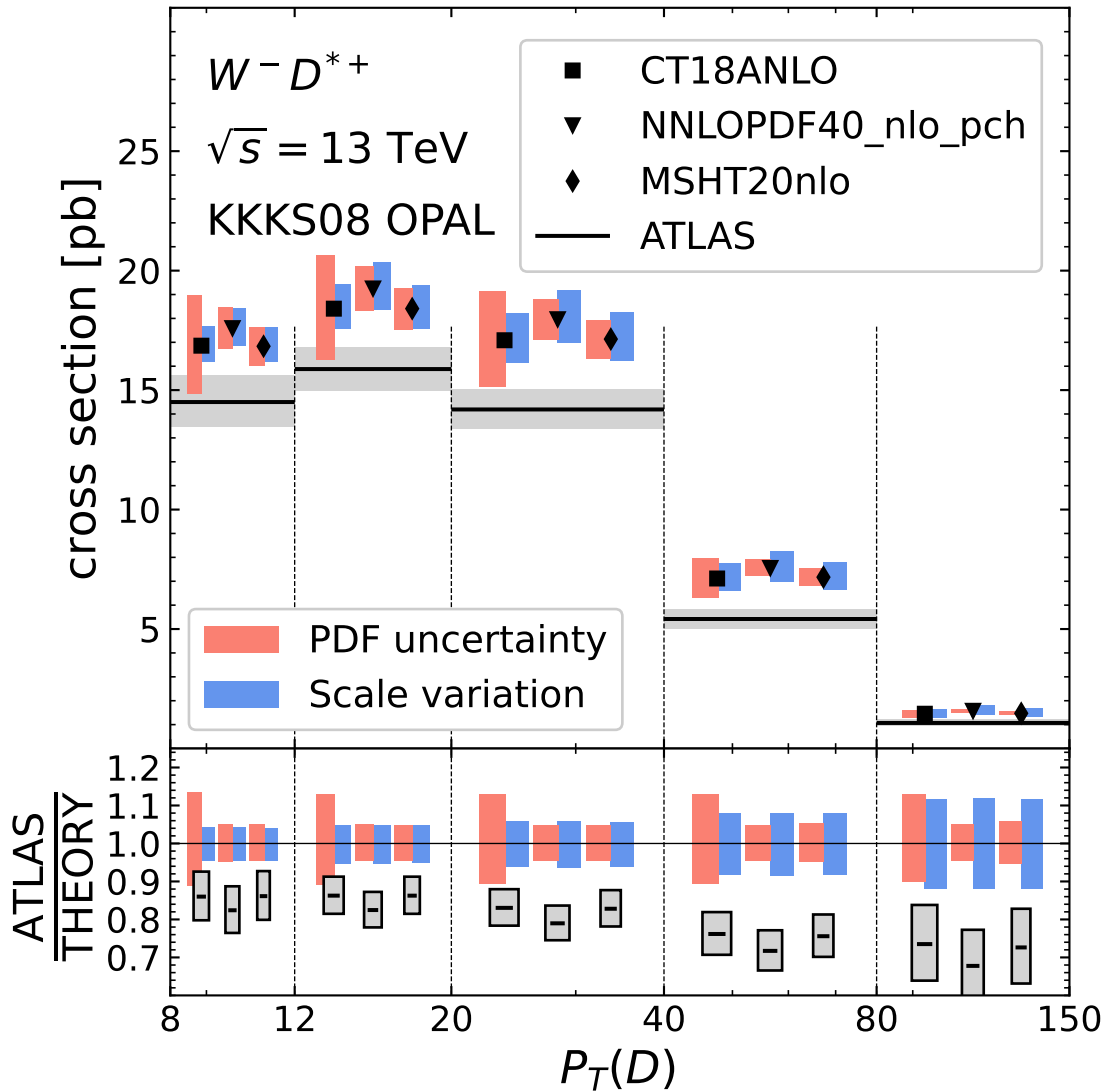 W⁻D*⁺
√s = 13 TeV
KKKS08 OPAL
CT18ANLO
NNLOPDF40_nlo_pch
MSHT20nlo
ATLAS
cross section [pb]
25
20
15
10
5
PDF uncertainty
Scale variation
ATLAS
THEORY
1.2
1.1
1.0
0.9
0.8
0.7
8 12 20 40 80 150
P_T(D)